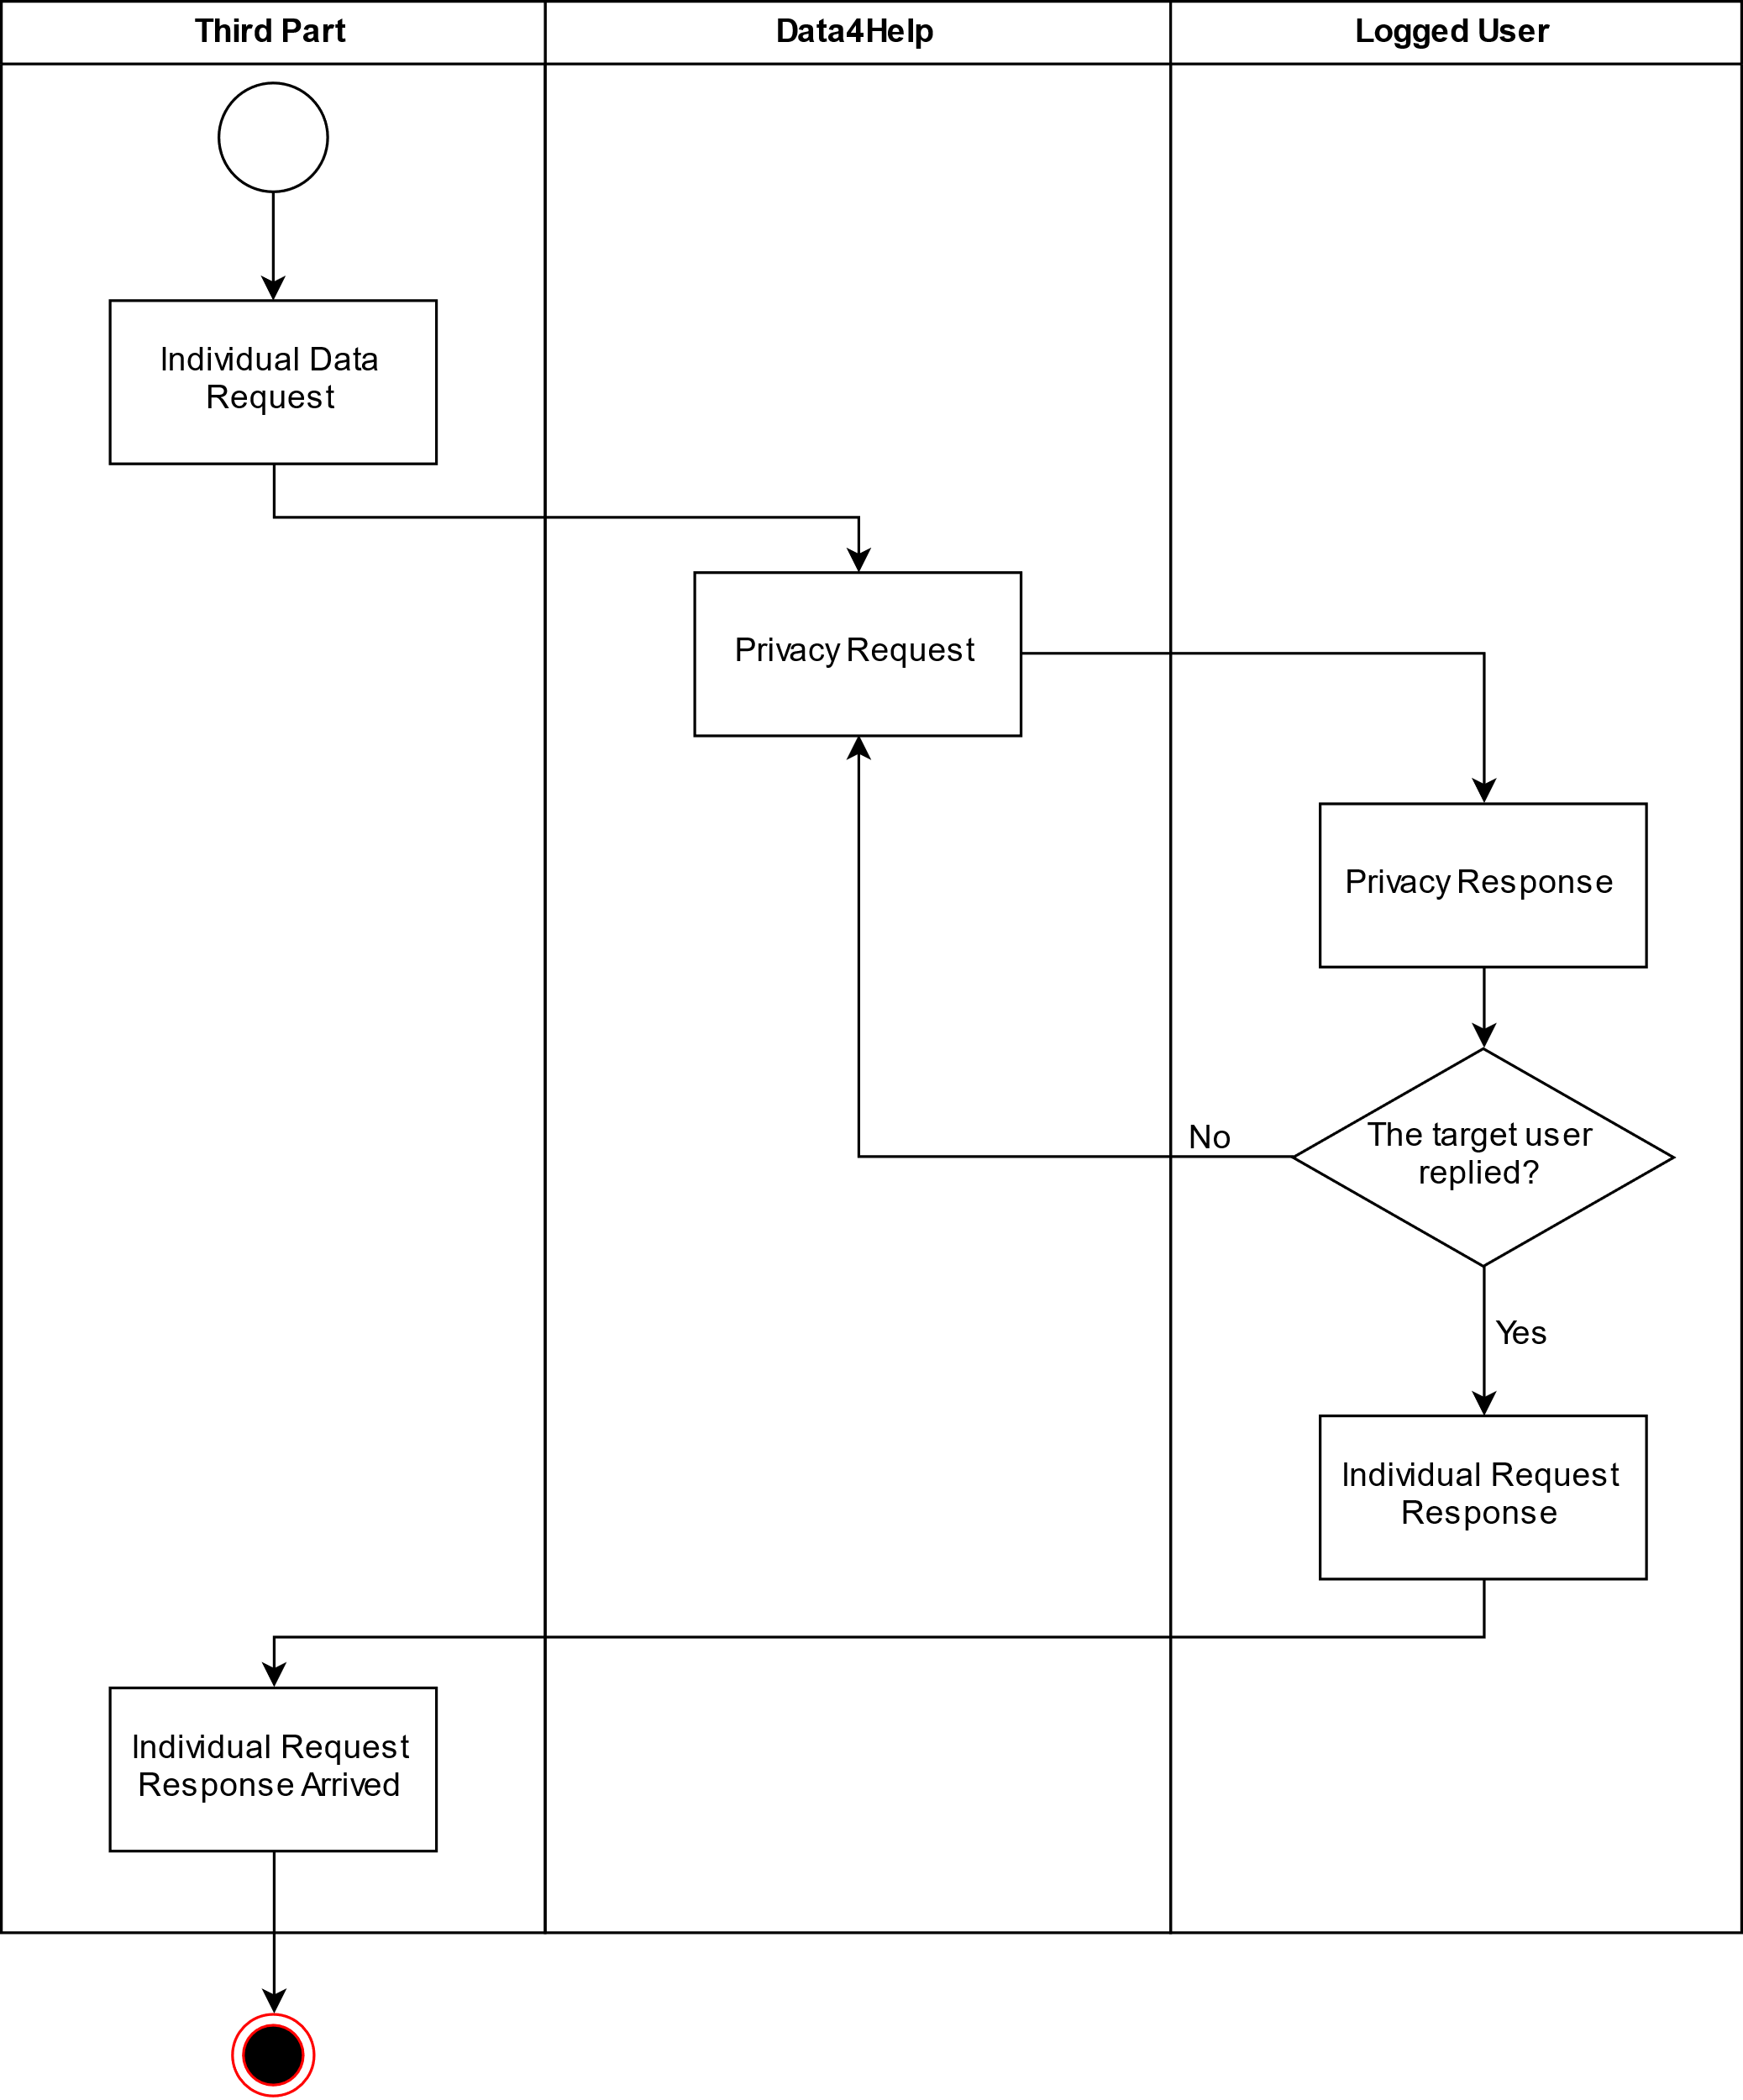 Third Part
Data4Help
Logged User
Individual Data
Request
Privacy Request
Privacy Response
The target user
replied?
No
Yes
Individual Request
Response
Individual Request
Response Arrived